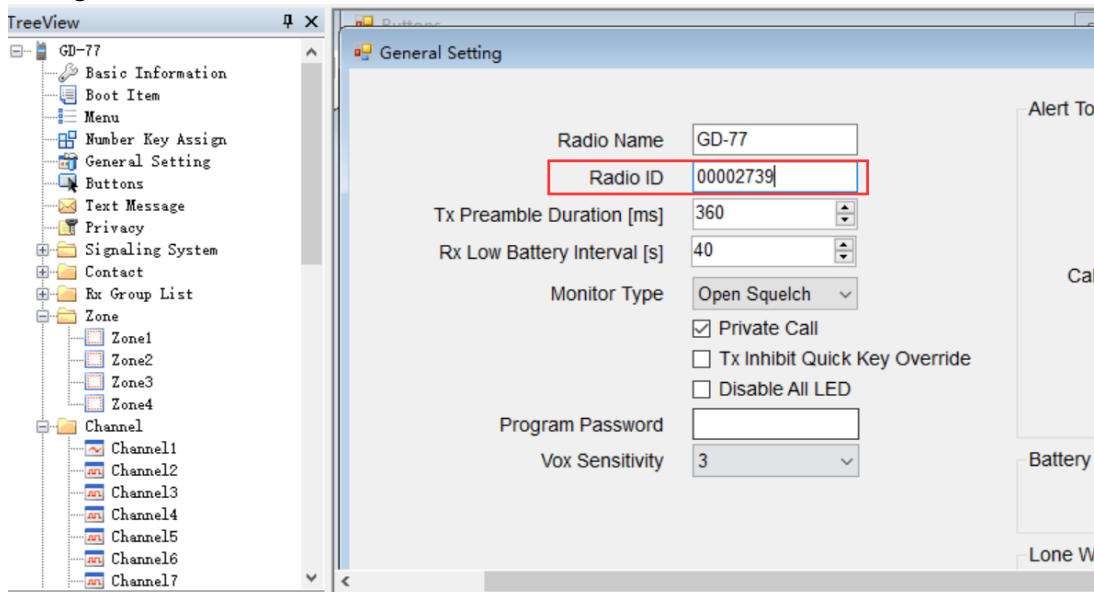 TreeView
GD-77
Basic Information
Boot Item
Menu
Number Key Assign
General Setting
Buttons
Text Message
Privacy
Signaling System
Contact
Rx Group List
Zone
Zone1
Zone2
Zone3
Zone4
Channel
Channel1
Channel2
Channel3
Channel4
Channel5
Channel6
Channel7
Buttons
General Setting
Radio Name
GD-77
Radio ID
00002739
Tx Preamble Duration [ms]
360
Rx Low Battery Interval [s]
40
Monitor Type
Open Squelch
Private Call
Tx Inhibit Quick Key Override
Disable All LED
Program Password
Vox Sensitivity
3
Alert To
Cal
Battery
Lone W